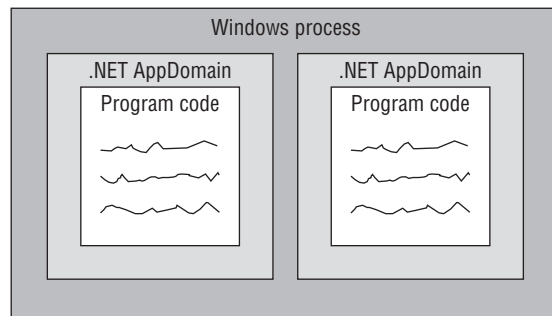 Windows process
.NET AppDomain
Program code
.NET AppDomain
Program code